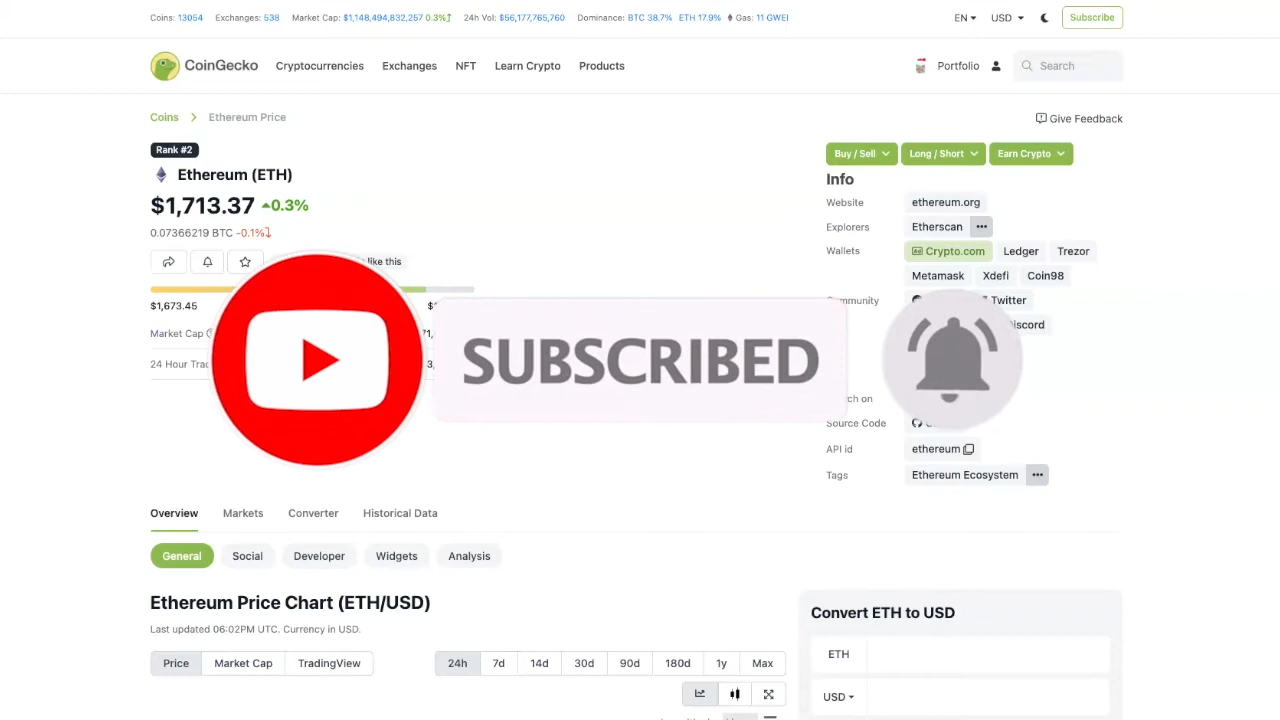 Coins: 13054 Exchanges: 538 Market Cap: $1,148,494,832,257 0.3% 24h Vol: $56,177,765,760 Dominance: BTC 38.7% ETH 17.9% Gas: 11 GWEI EN USD Subscribe
CoinGecko Cryptocurrencies Exchanges NFT Learn Crypto Products Portfolio Search
Coins > Ethereum Price Give Feedback
Rank #2
Ethereum (ETH)
$1,713.37 0.3%
0.07366219 BTC -0.1%
like this
$1,673.45
Market Cap
24 Hour
SUBSCRIBED
Buy / Sell Long / Short Earn Crypto
Info
Website ethereum.org
Explorers Etherscan
Wallets Ad Crypto.com Ledger Trezor
Metamask Xdefi Coin98
Twitter
Source Code
API id ethereum
Tags Ethereum Ecosystem
Overview Markets Converter Historical Data
General Social Developer Widgets Analysis
Ethereum Price Chart (ETH/USD)
Last updated 06:02PM UTC. Currency in USD.
Price Market Cap TradingView 24h 7d 14d 30d 90d 180d 1y Max
Convert ETH to USD
ETH
USD